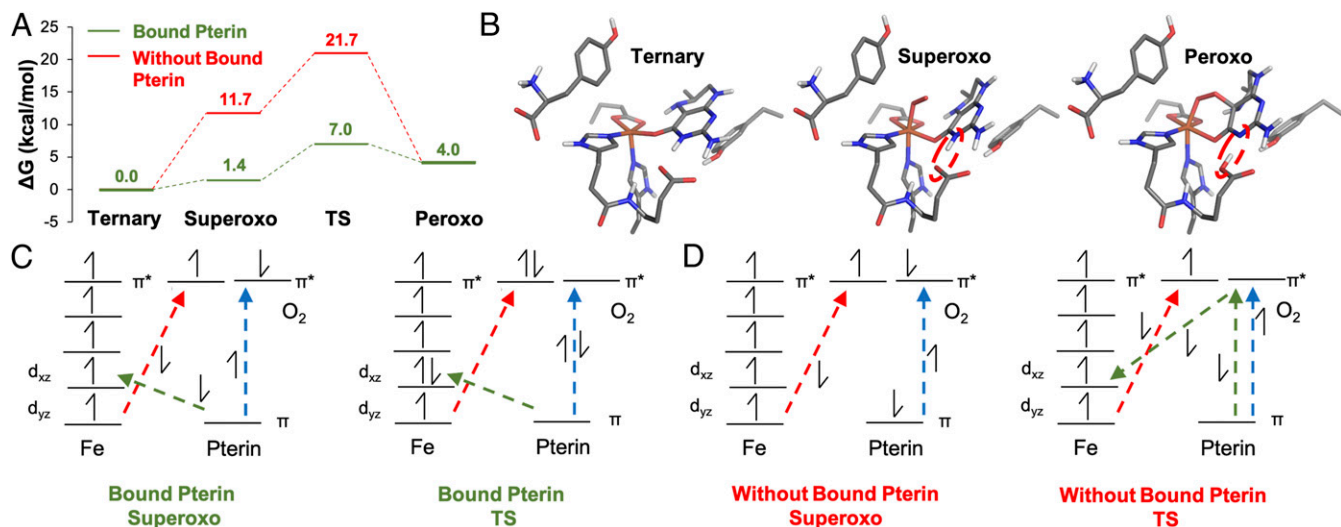 A
ΔG (kcal/mol)
25
20
15
10
5
0
-5
Bound Pterin
Without Bound
Pterin
21.7
11.7
7.0
4.0
1.4
0.0
Ternary
Superoxo
TS
Peroxo
B
Ternary
Superoxo
Peroxo
C
π*
π*
O2
dxz
dyz
π
Fe
Pterin
Bound Pterin
Superoxo
π*
π*
O2
dxz
dyz
π
Fe
Pterin
Bound Pterin
TS
D
π*
π*
O2
dxz
dyz
π
Fe
Pterin
Without Bound Pterin
Superoxo
π*
π*
O2
dxz
dyz
π
Fe
Pterin
Without Bound Pterin
TS